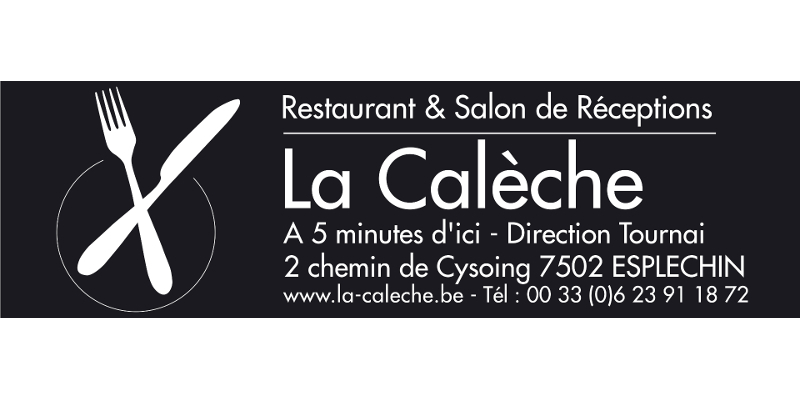 Restaurant & Salon de Réceptions
La Calèche
A 5 minutes d'ici - Direction Tournai
2 chemin de Cysoing 7502 ESPLECHIN
www.la-caleche.be - Tél : 00 33 (0)6 23 91 18 72